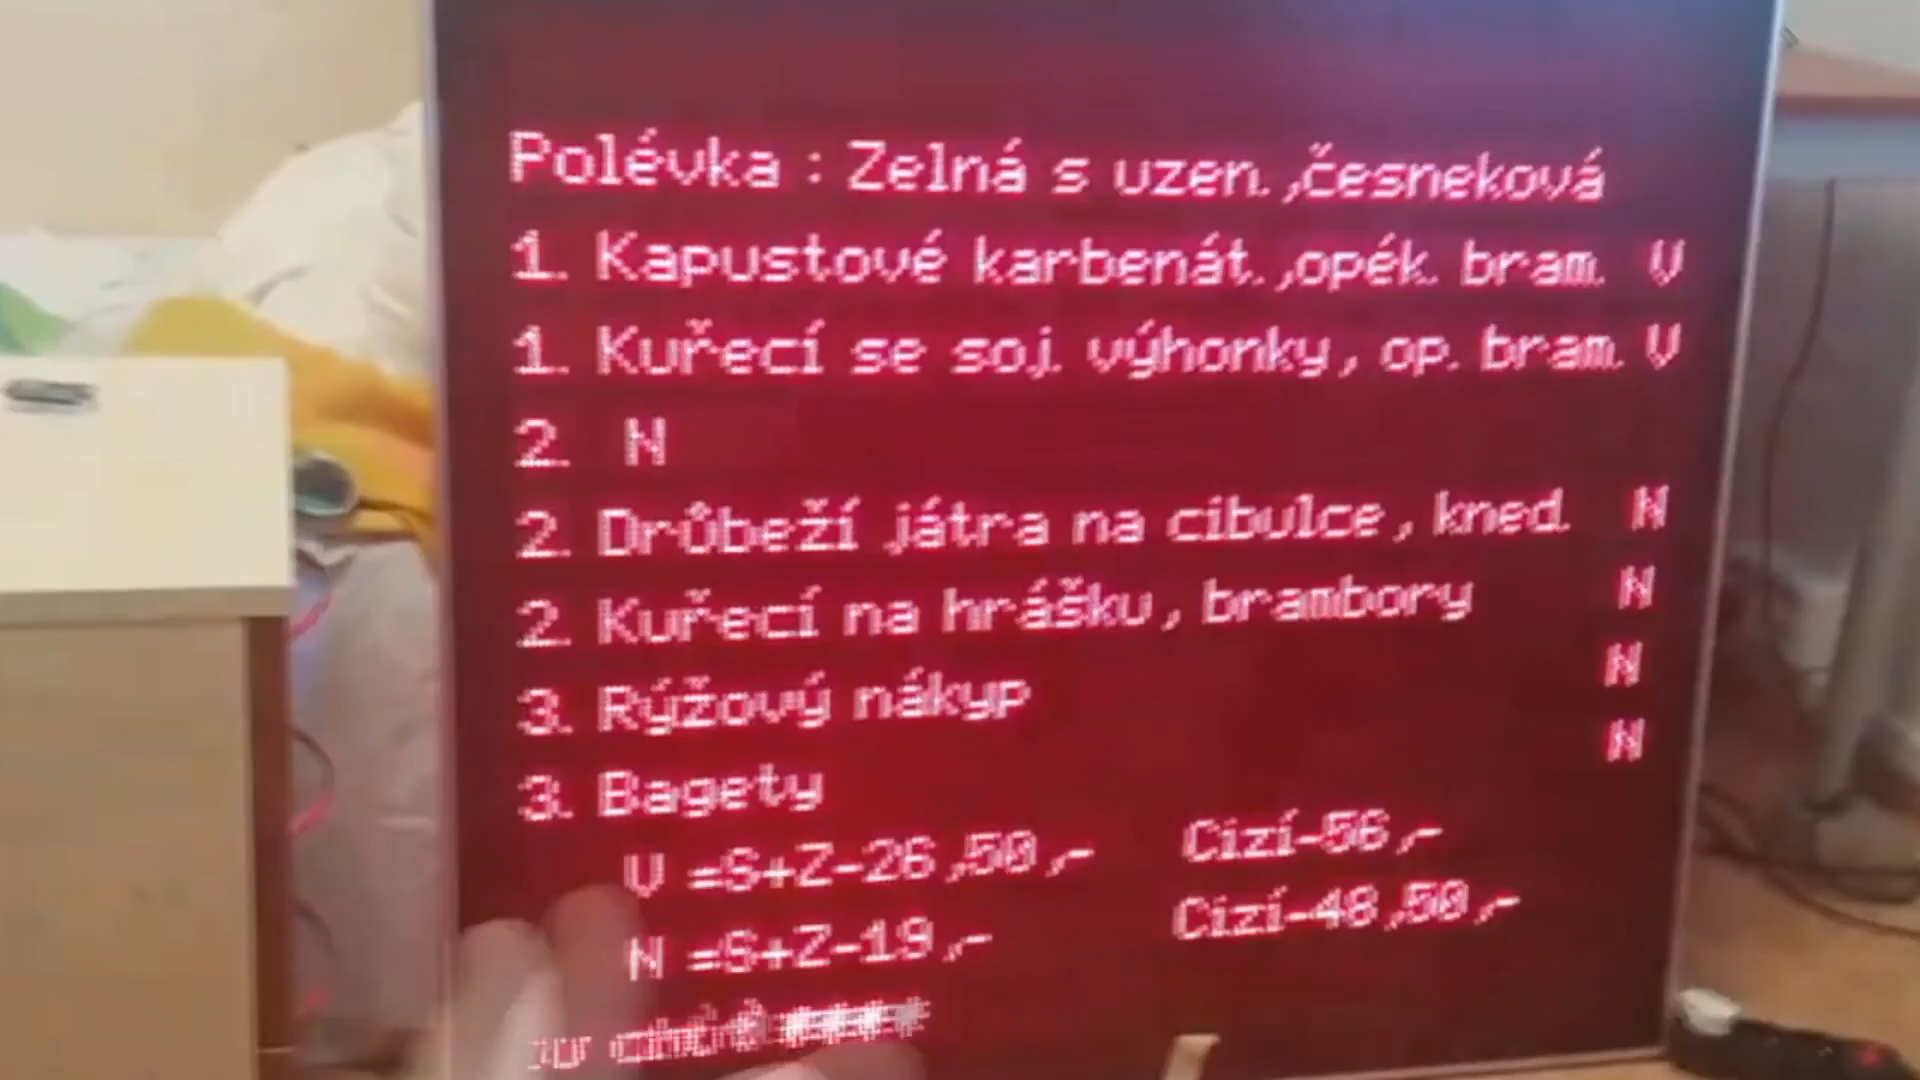 Polévka : Zelná s uzen.,česneková
1. Kapustové karbenát.,opék. bram. V
1. Kuřecí se soj. výhonky, op. bram. V
2. N
2. Drůbeží játra na cibulce, kned. N
2. Kuřecí na hrášku, brambory N
3. Rýžový nákyp N
3. Bagety N
V =S+Z-26,50,- Cizí-56,-
N =S+Z-19,- Cizí-48,50,-